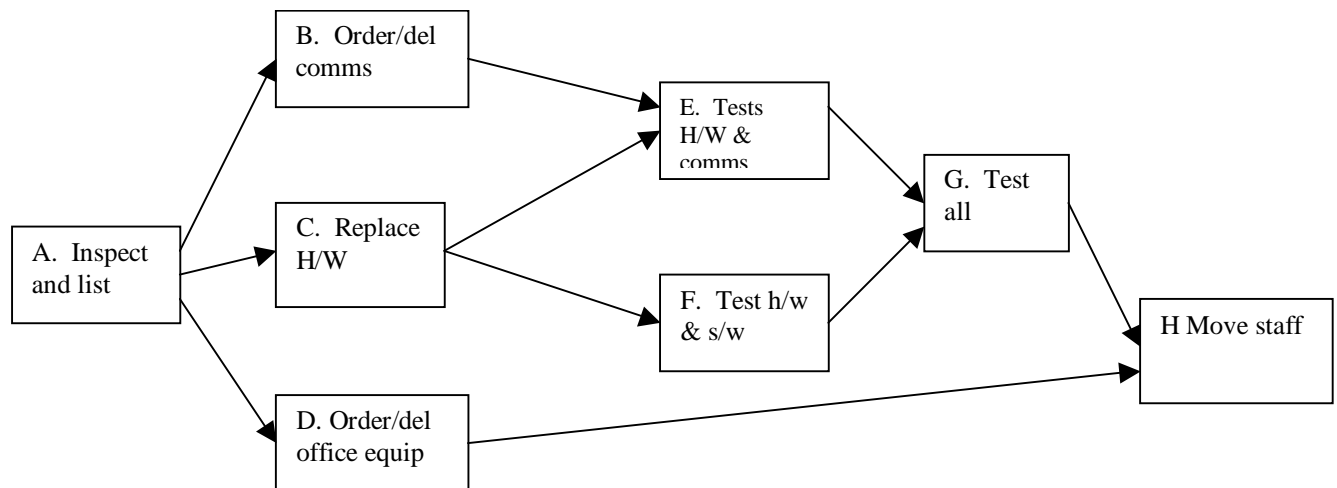 B. Order/del
comms
E. Tests
H/W &
comms
G. Test
all
A. Inspect
and list
C. Replace
H/W
F. Test h/w
& s/w
H Move staff
D. Order/del
office equip